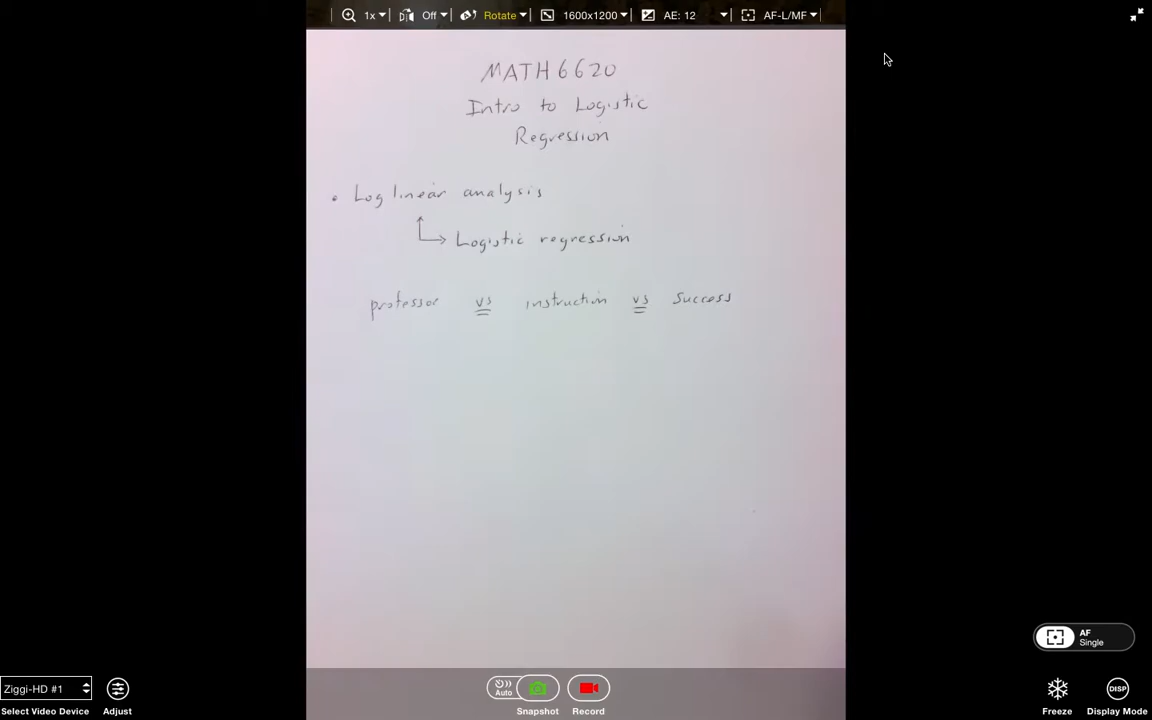 1x Off Rotate 1600x1200 AE: 12 AF-L/MF
MATH 6620
Intro to Logistic
Regression
• Log linear analysis
Logistic regression
professor vs instruction vs success
AF
Single
Ziggi-HD #1
Auto
Select Video Device Adjust Snapshot Record Freeze DISP Display Mode